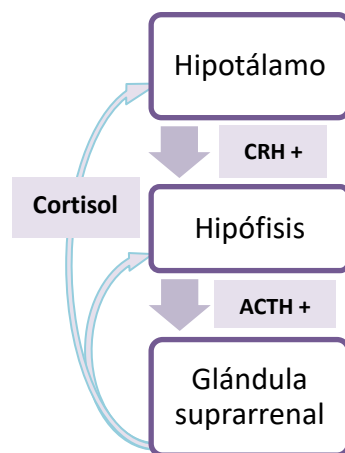 Hipotálamo
CRH +
Cortisol
Hipófisis
ACTH +
Glándula
suprarrenal